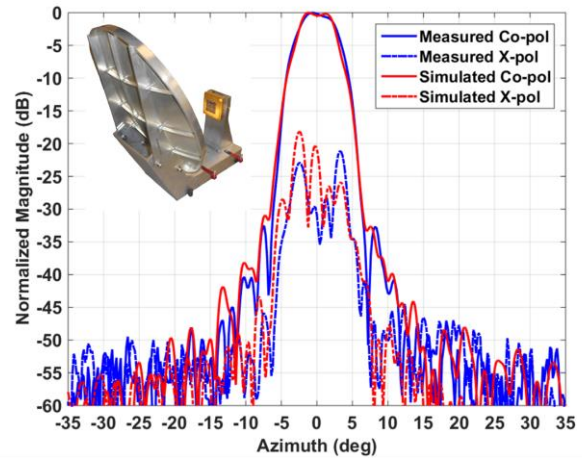 Normalized Magnitude (dB)
0
-5
-10
-15
-20
-25
-30
-35
-40
-45
-50
-55
-60
Measured Co-pol
Measured X-pol
Simulated Co-pol
Simulated X-pol
-35 -30 -25 -20 -15 -10 -5 0 5 10 15 20 25 30 35
Azimuth (deg)